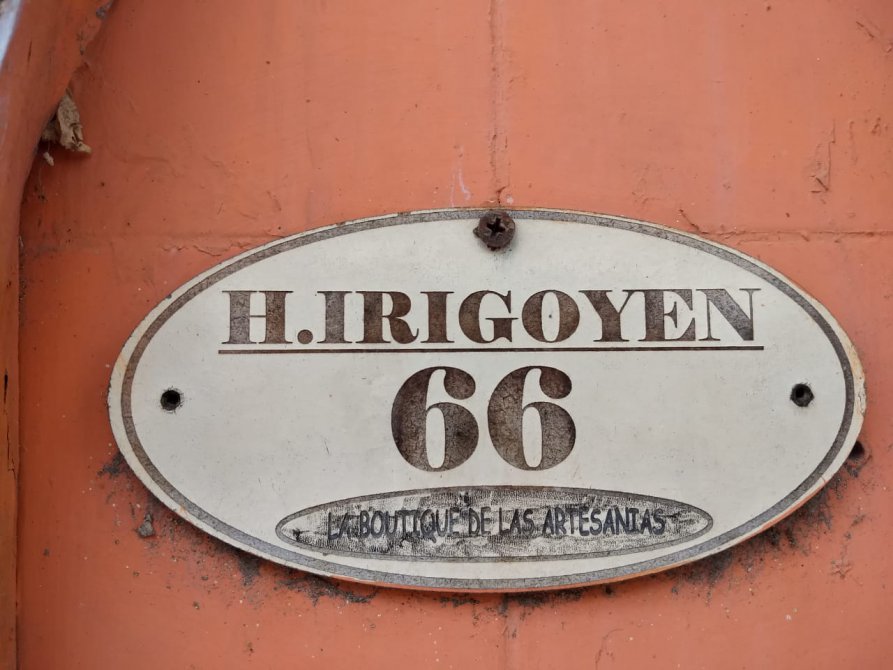 H.IRIGOYEN
66
LA BOUTIQUE DE LAS ARTESANIAS